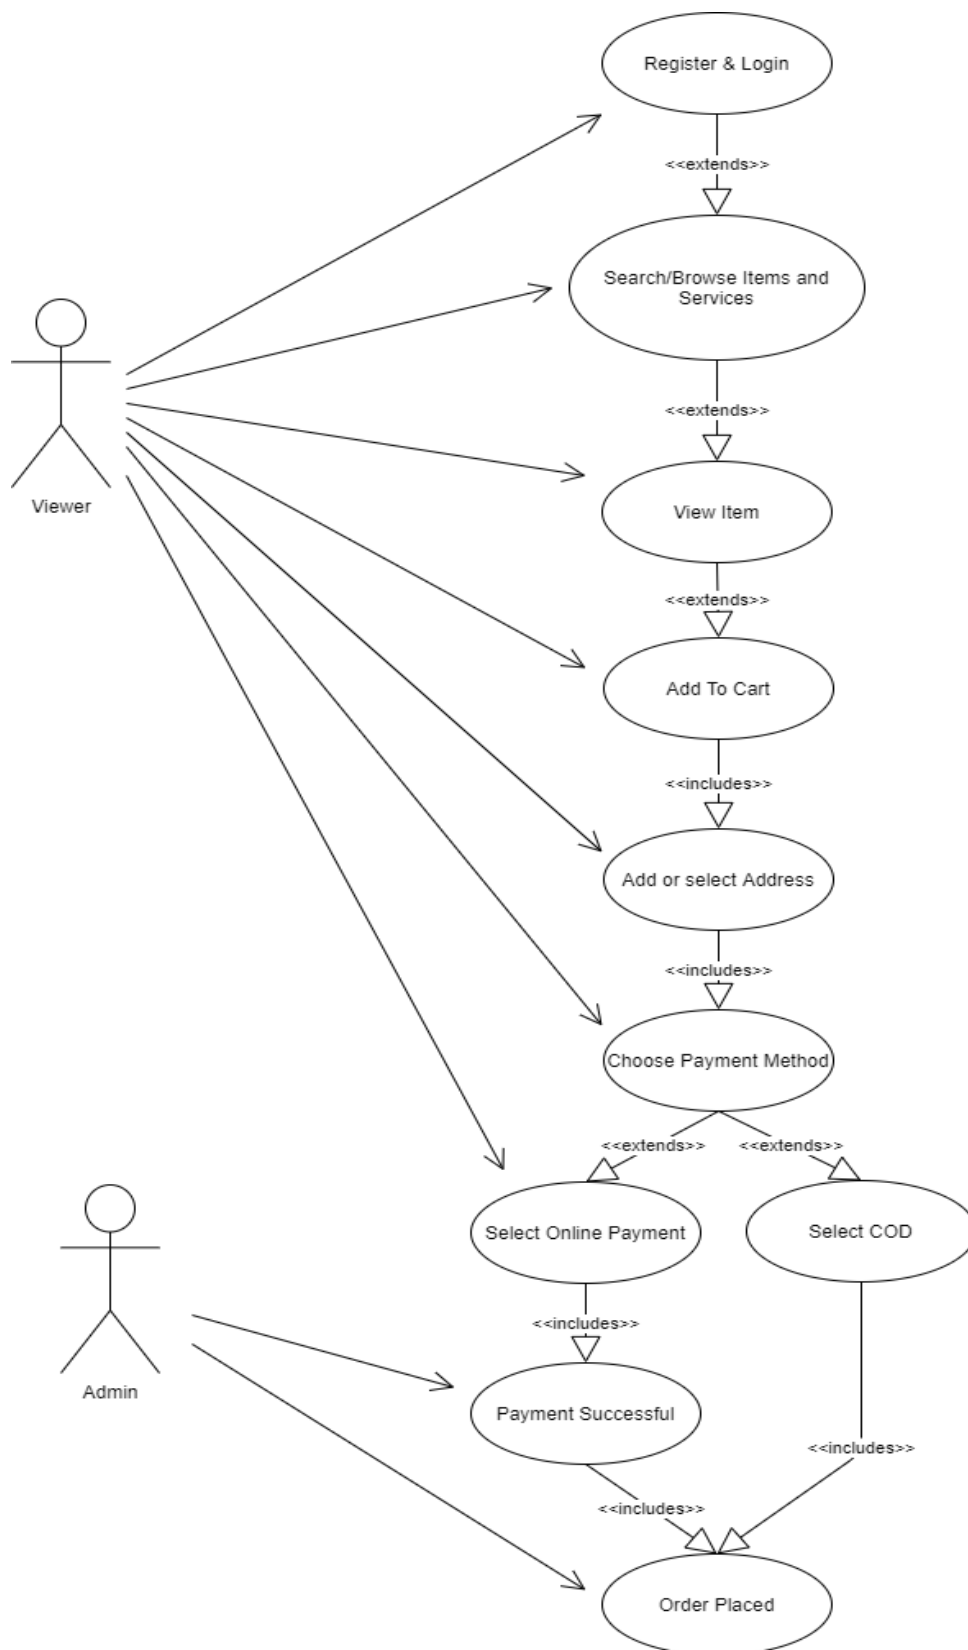 Register & Login
<<extends>>
Search/Browse Items and
Services
<<extends>>
Viewer
View Item
<<extends>>
Add To Cart
<<includes>>
Add or select Address
<<includes>>
Choose Payment Method
<<extends>>
<<extends>>
Select Online Payment
Select COD
<<includes>>
Admin
Payment Successful
<<includes>>
<<includes>>
Order Placed